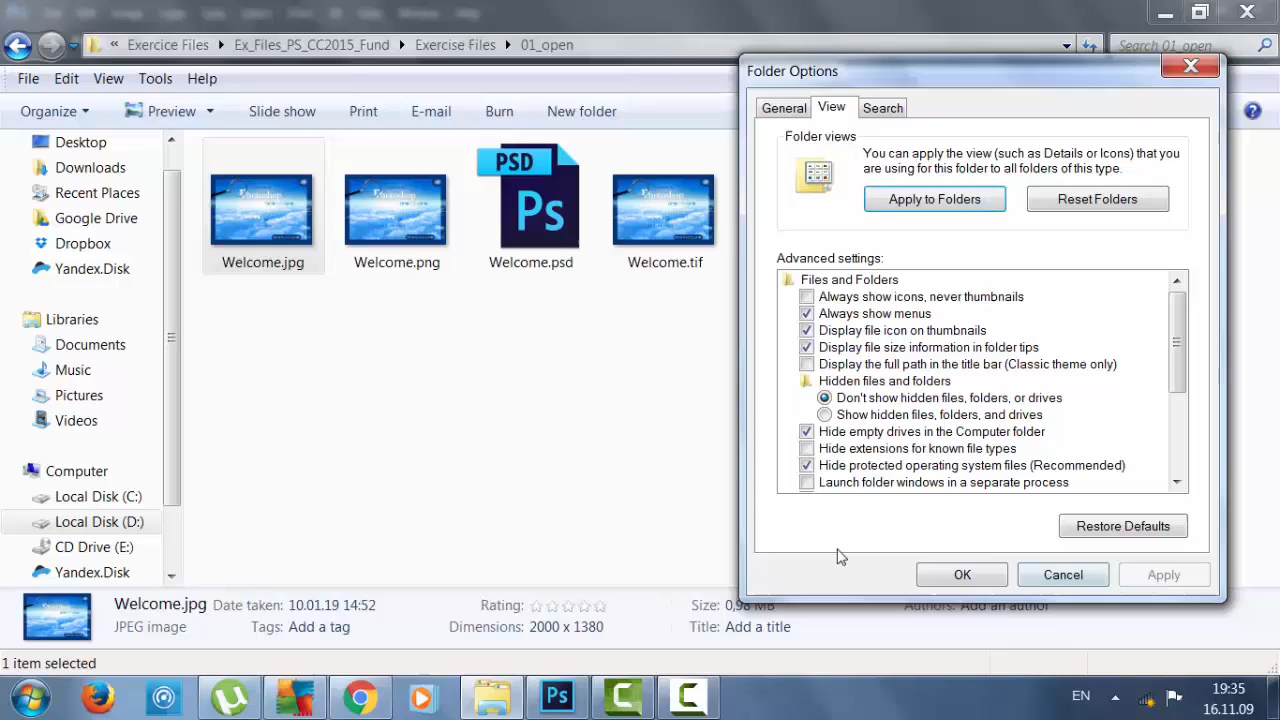 « Exercice Files ▸ Ex_Files_PS_CC2015_Fund ▸ Exercise Files ▸ 01_open
Search 01_open
File Edit View Tools Help
Organize Preview Slide show Print E-mail Burn New folder
Desktop
Downloads
Recent Places
Google Drive
Dropbox
Yandex.Disk
Libraries
Documents
Music
Pictures
Videos
Computer
Local Disk (C:)
Local Disk (D:)
CD Drive (E:)
Yandex.Disk
Photoshop
Photoshop
PSD
Ps
Photoshop
Welcome.jpg
Welcome.png
Welcome.psd
Welcome.tif
Folder Options
General View Search
Folder views
You can apply the view (such as Details or Icons) that
you are using for this folder to all folders of this type.
Apply to Folders Reset Folders
Advanced settings:
Files and Folders
Always show icons, never thumbnails
Always show menus
Display file icon on thumbnails
Display file size information in folder tips
Display the full path in the title bar (Classic theme only)
Hidden files and folders
Don't show hidden files, folders, or drives
Show hidden files, folders, and drives
Hide empty drives in the Computer folder
Hide extensions for known file types
Hide protected operating system files (Recommended)
Launch folder windows in a separate process
Restore Defaults
OK Cancel Apply
Welcome.jpg Date taken: 10.01.19 14:52 Rating: Size: 0,98 MB Authors: Add an author
JPEG image Tags: Add a tag Dimensions: 2000 x 1380 Title: Add a title
1 item selected
Ps
EN
19:35
16.11.09